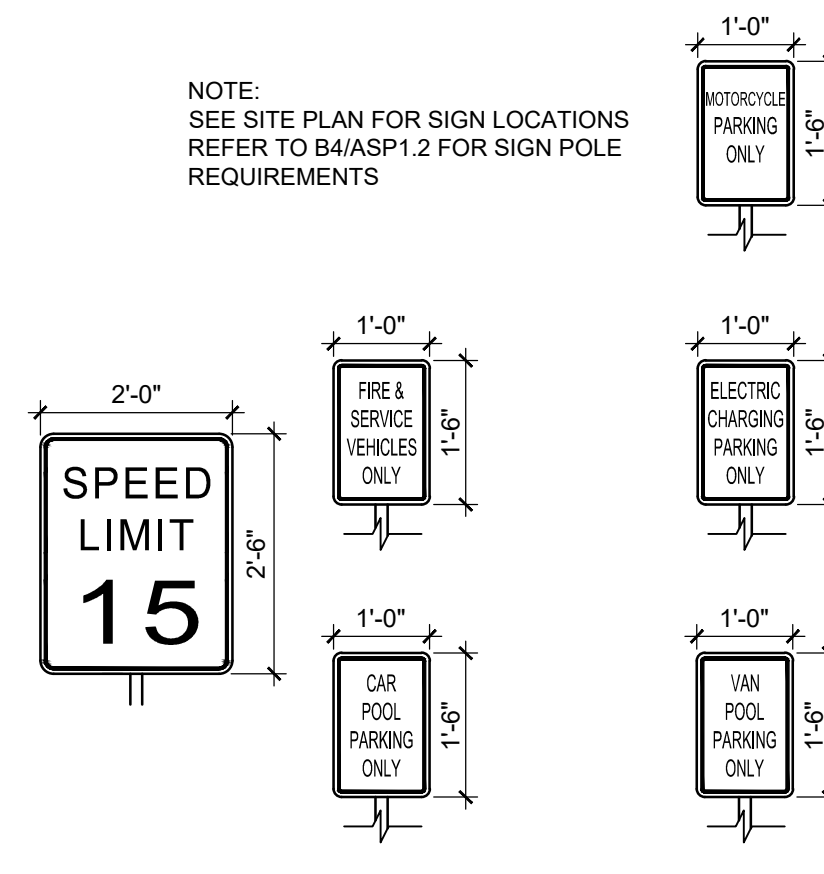 NOTE:
SEE SITE PLAN FOR SIGN LOCATIONS
REFER TO B4/ASP1.2 FOR SIGN POLE
REQUIREMENTS
1'-0"
MOTORCYCLE
PARKING
ONLY
1'-6"
2'-0"
SPEED
LIMIT
15
2'-6"
1'-0"
FIRE &
SERVICE
VEHICLES
ONLY
1'-6"
1'-0"
ELECTRIC
CHARGING
PARKING
ONLY
1'-6"
1'-0"
CAR
POOL
PARKING
ONLY
1'-6"
1'-0"
VAN
POOL
PARKING
ONLY
1'-6"